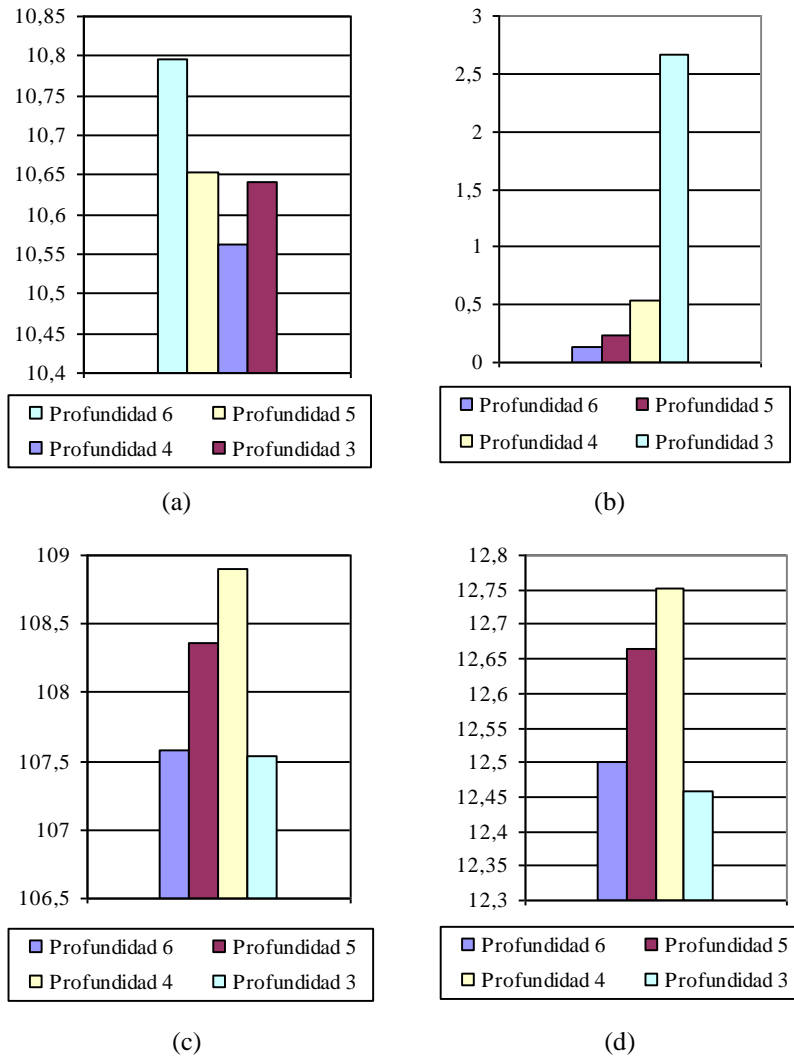 10,85
10,8
10,75
10,7
10,65
10,6
10,55
10,5
10,45
10,4
Profundidad 6 Profundidad 5
Profundidad 4 Profundidad 3
(a)
3
2,5
2
1,5
1
0,5
0
Profundidad 6 Profundidad 5
Profundidad 4 Profundidad 3
(b)
109
108,5
108
107,5
107
106,5
Profundidad 6 Profundidad 5
Profundidad 4 Profundidad 3
(c)
12,8
12,75
12,7
12,65
12,6
12,55
12,5
12,45
12,4
12,35
12,3
Profundidad 6 Profundidad 5
Profundidad 4 Profundidad 3
(d)